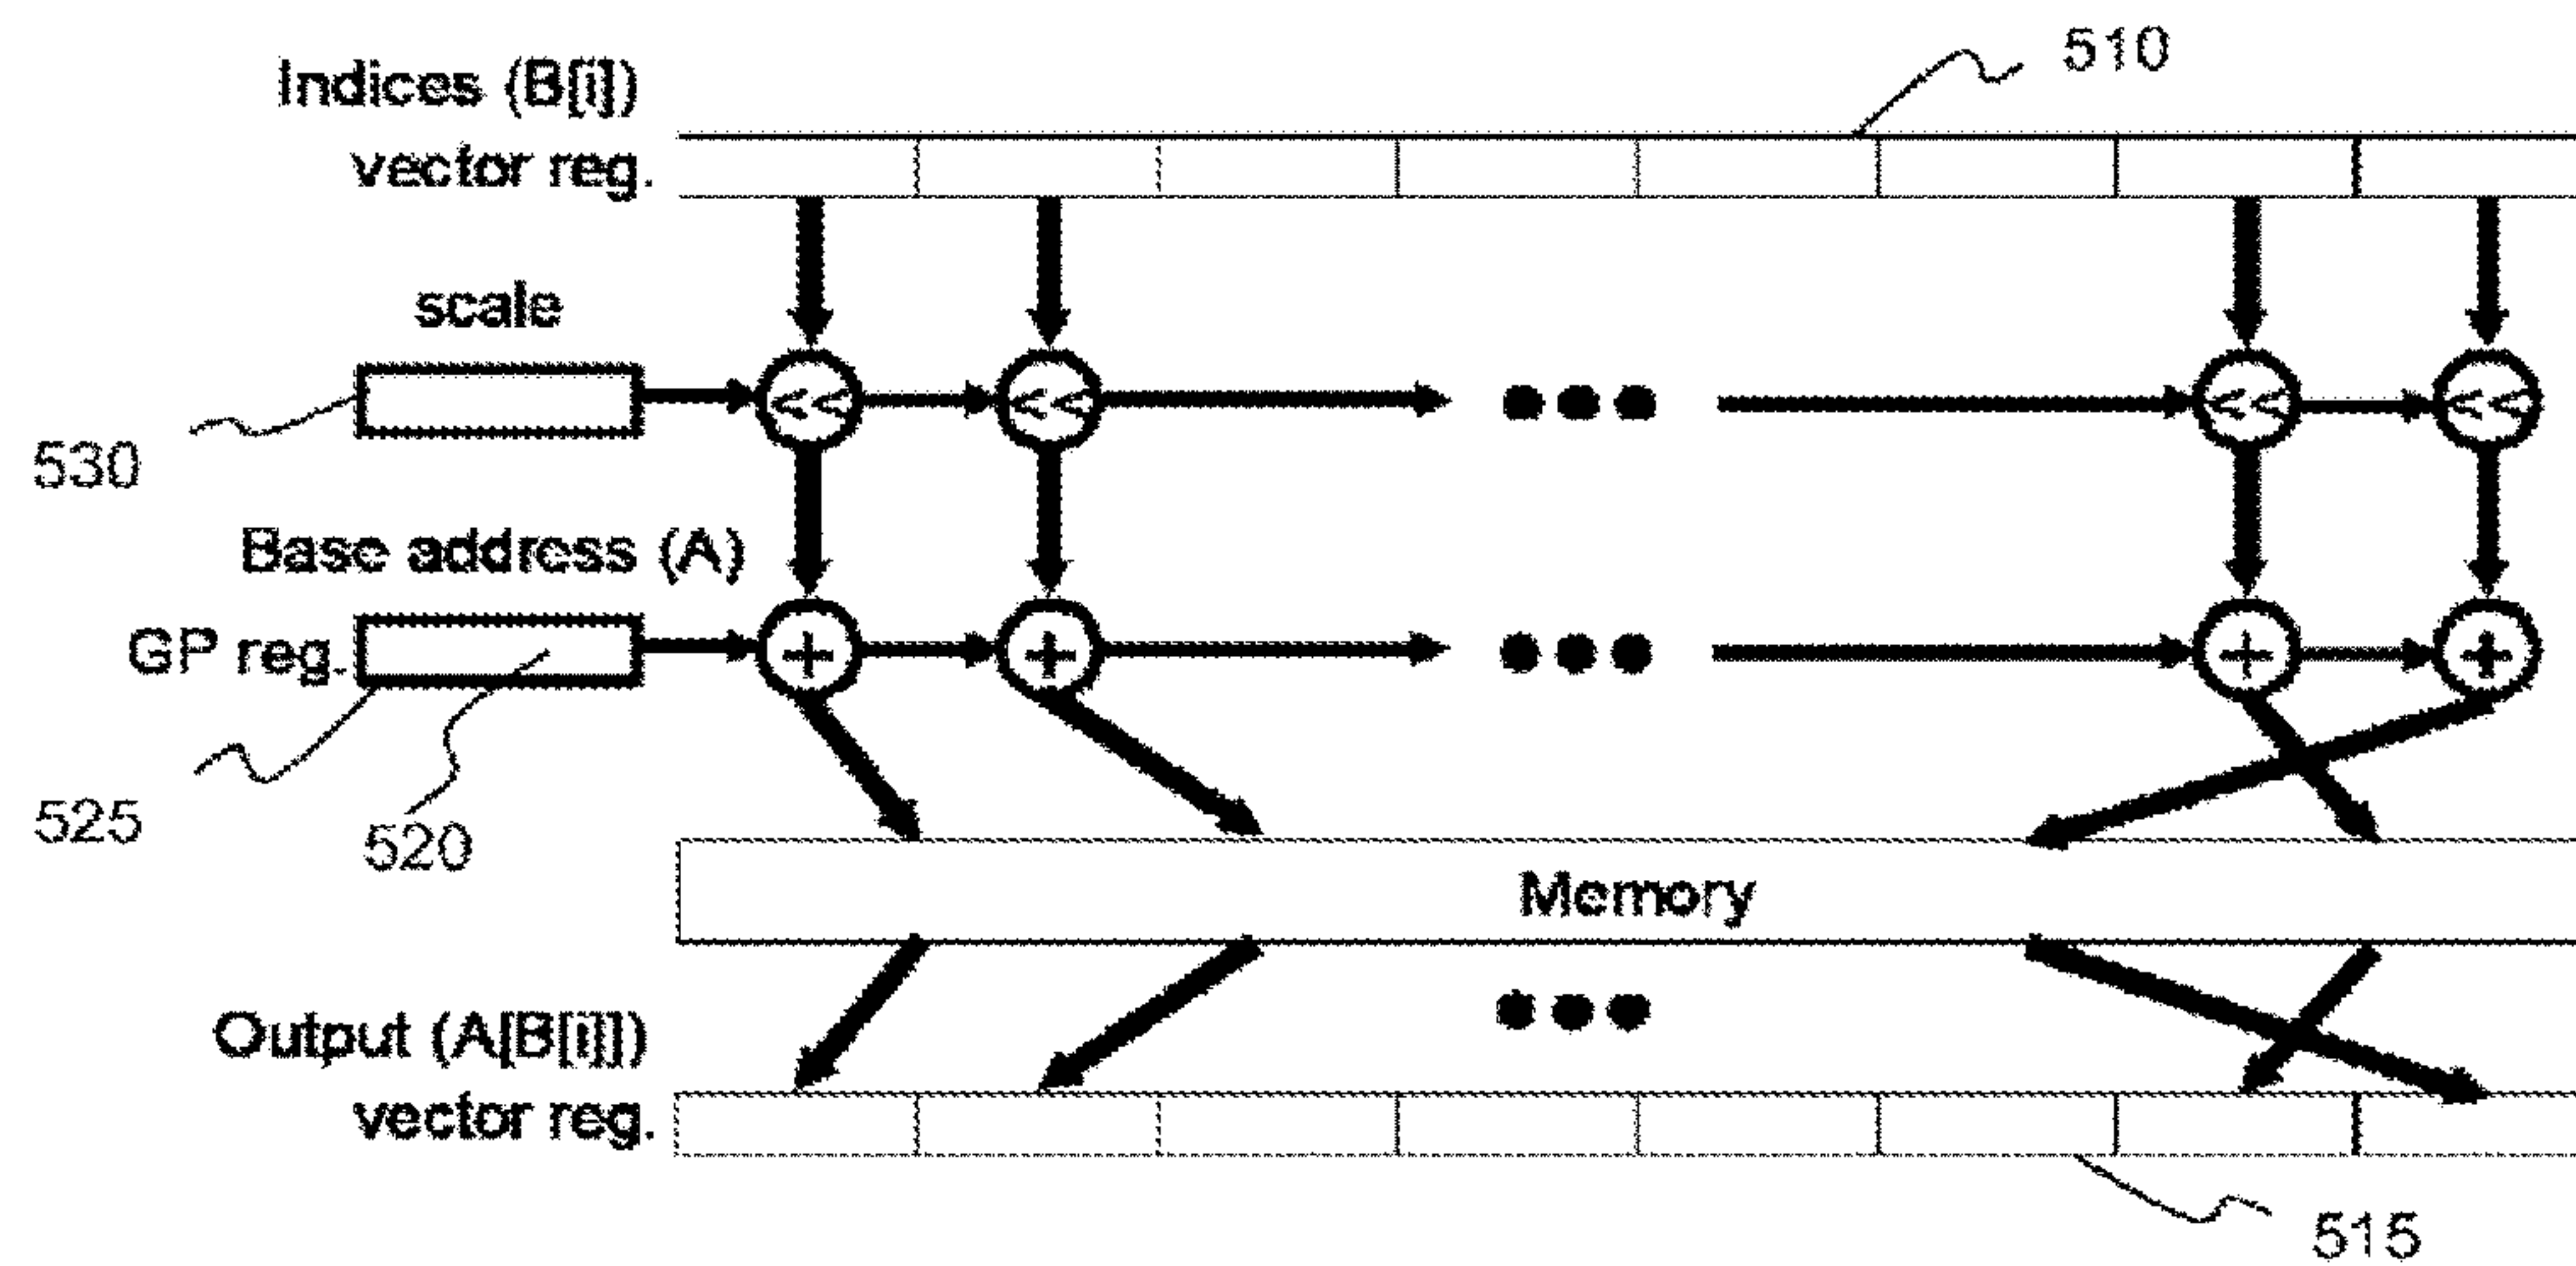 510
Indices (B[i])
vector reg.
scale
<< << << <<
530
Base address (A)
GP reg.
+ + + +
525
520
Memory
Output (A[B[i]])
vector reg.
515